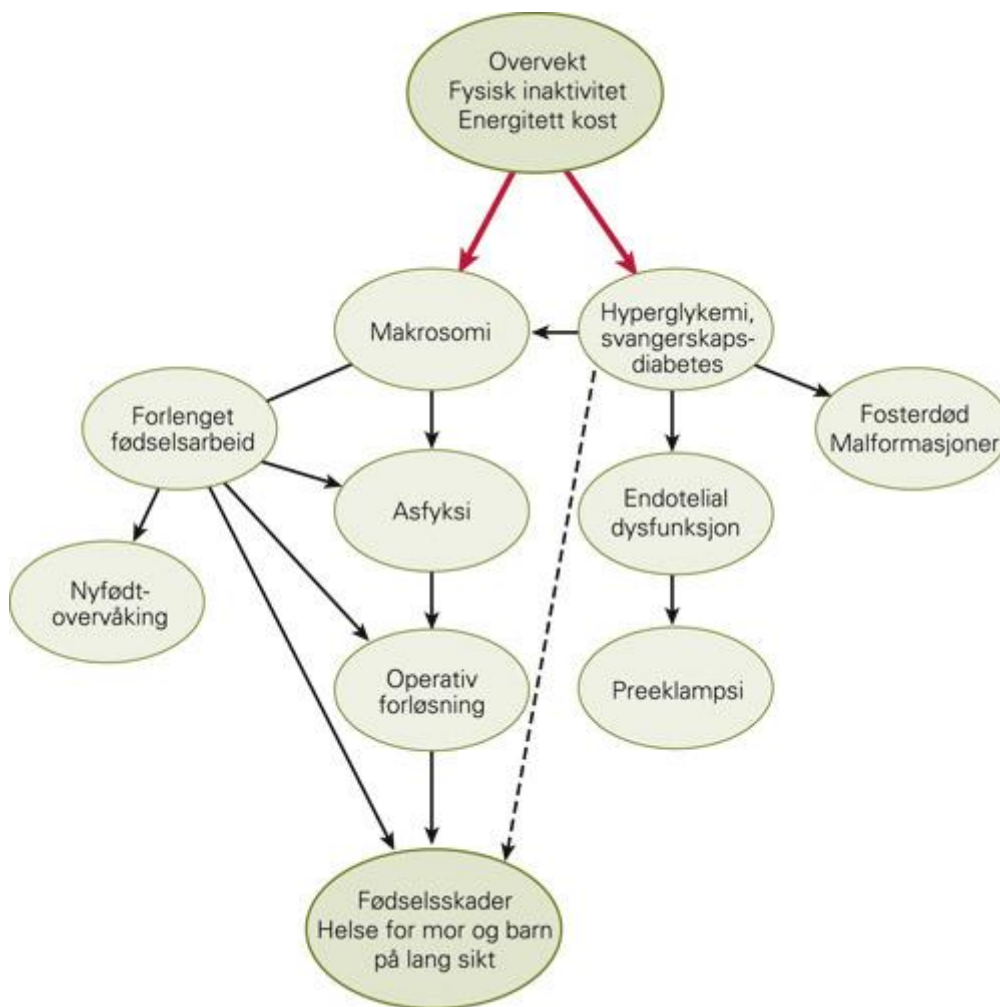 Overvekt
Fysisk inaktivitet
Energitett kost
Makrosomi
Hyperglykemi,
svangerskaps-
diabetes
Forlenget
fødselsarbeid
Fosterdød
Malformasjoner
Asfyksi
Endotelial
dysfunksjon
Nyfødt-
overvåking
Operativ
forløsning
Preeklampsi
Fødselsskader
Helse for mor og barn
på lang sikt